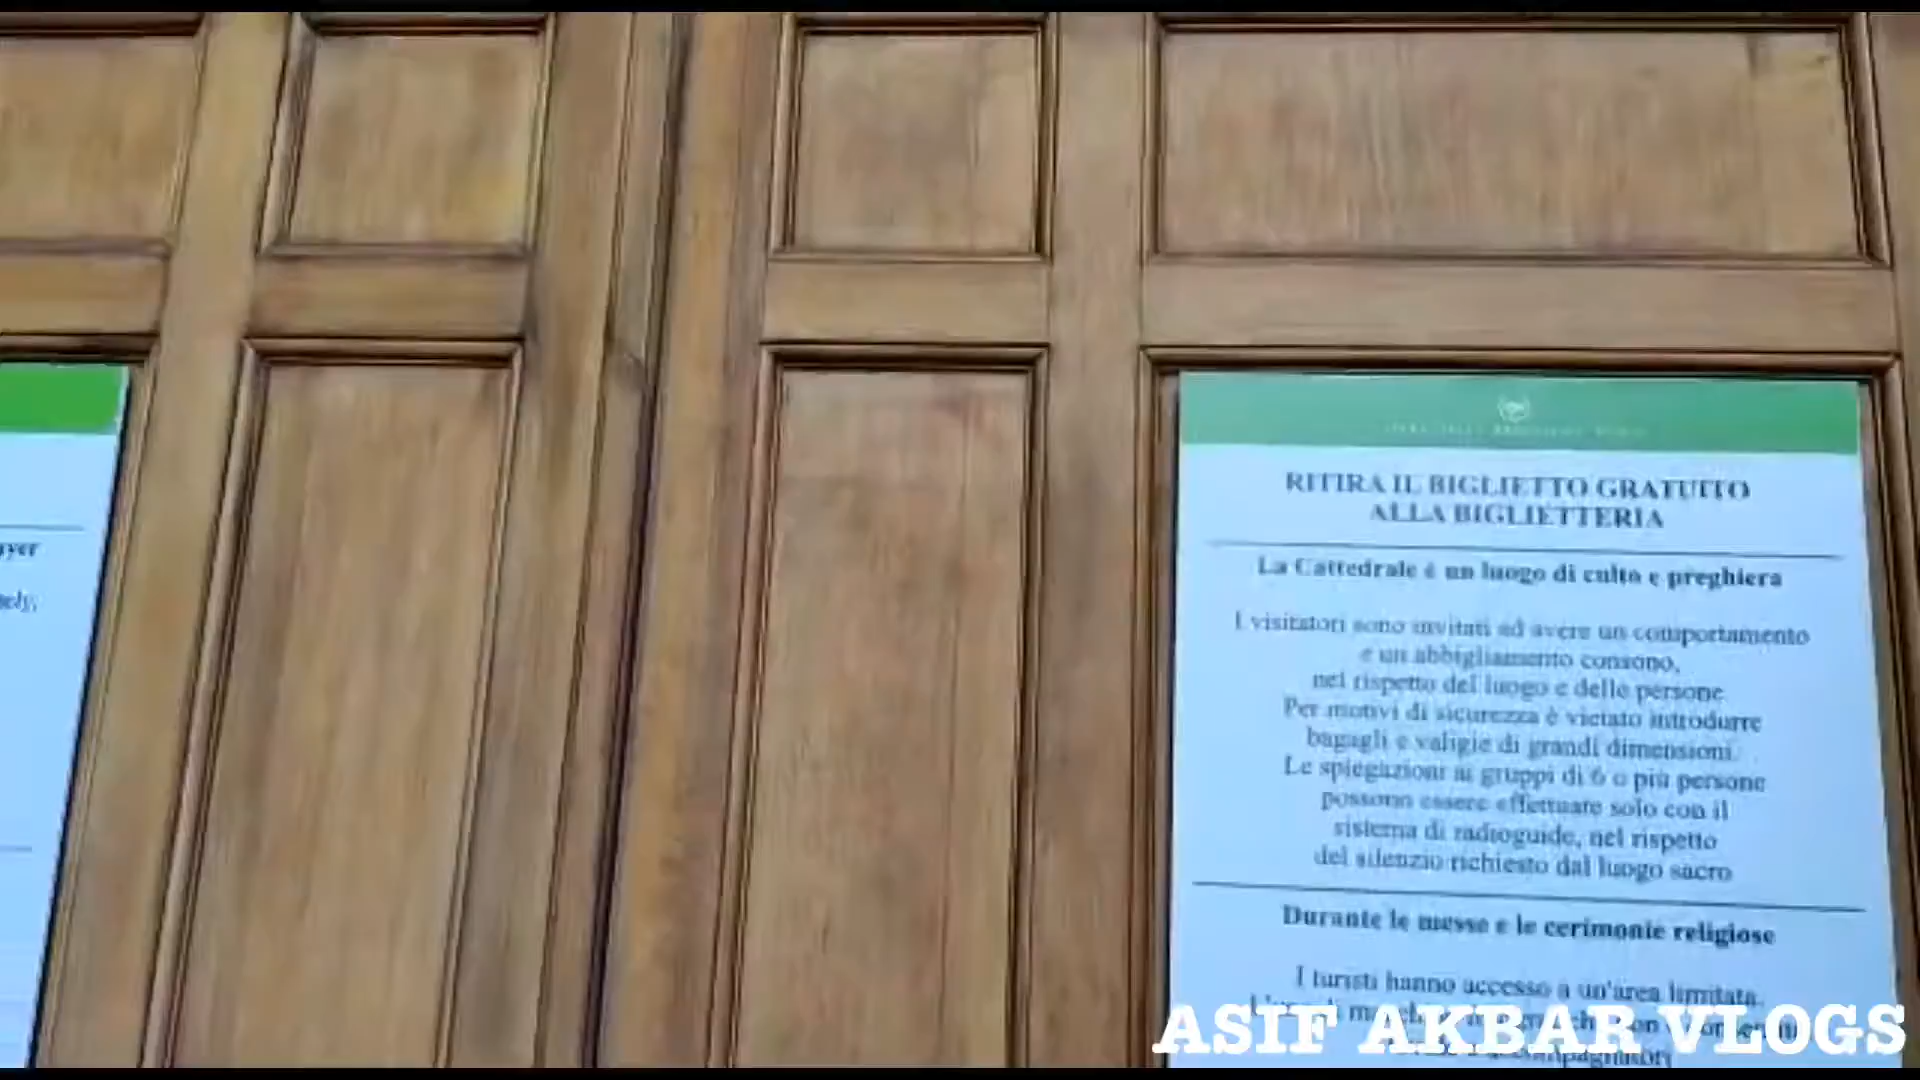 ayer
tely,
RITIRA IL BIGLIETTO GRATUITO
ALLA BIGLIETTERIA
La Cattedrale è un luogo di culto e preghiera
I visitatori sono invitati ad avere un comportamento
e un abbigliamento consono,
nel rispetto del luogo e delle persone.
Per motivi di sicurezza è vietato introdurre
bagagli e valigie di grandi dimensioni.
Le spiegazioni ai gruppi di 6 o più persone
possono essere effettuate solo con il
sistema di radioguide, nel rispetto
del silenzio richiesto dal luogo sacro
Durante le messe e le cerimonie religiose
I turisti hanno accesso a un'area limitata.
ASIF AKBAR VLOGS